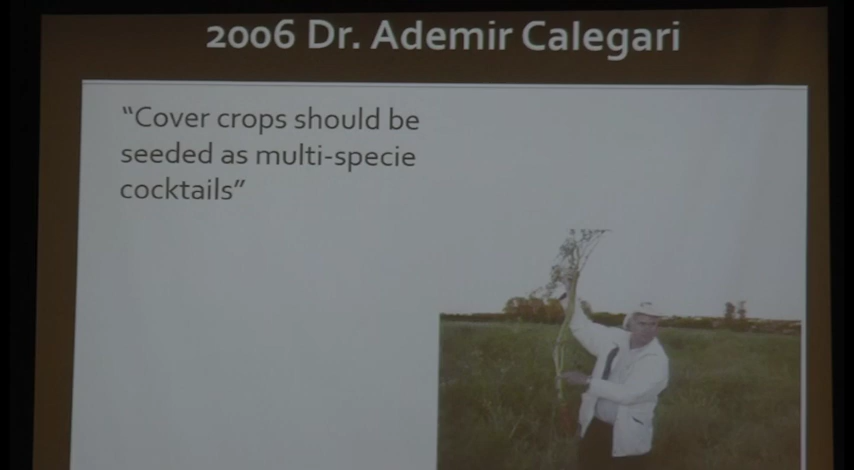 2006 Dr. Ademir Calegari
“Cover crops should be
seeded as multi-specie
cocktails”